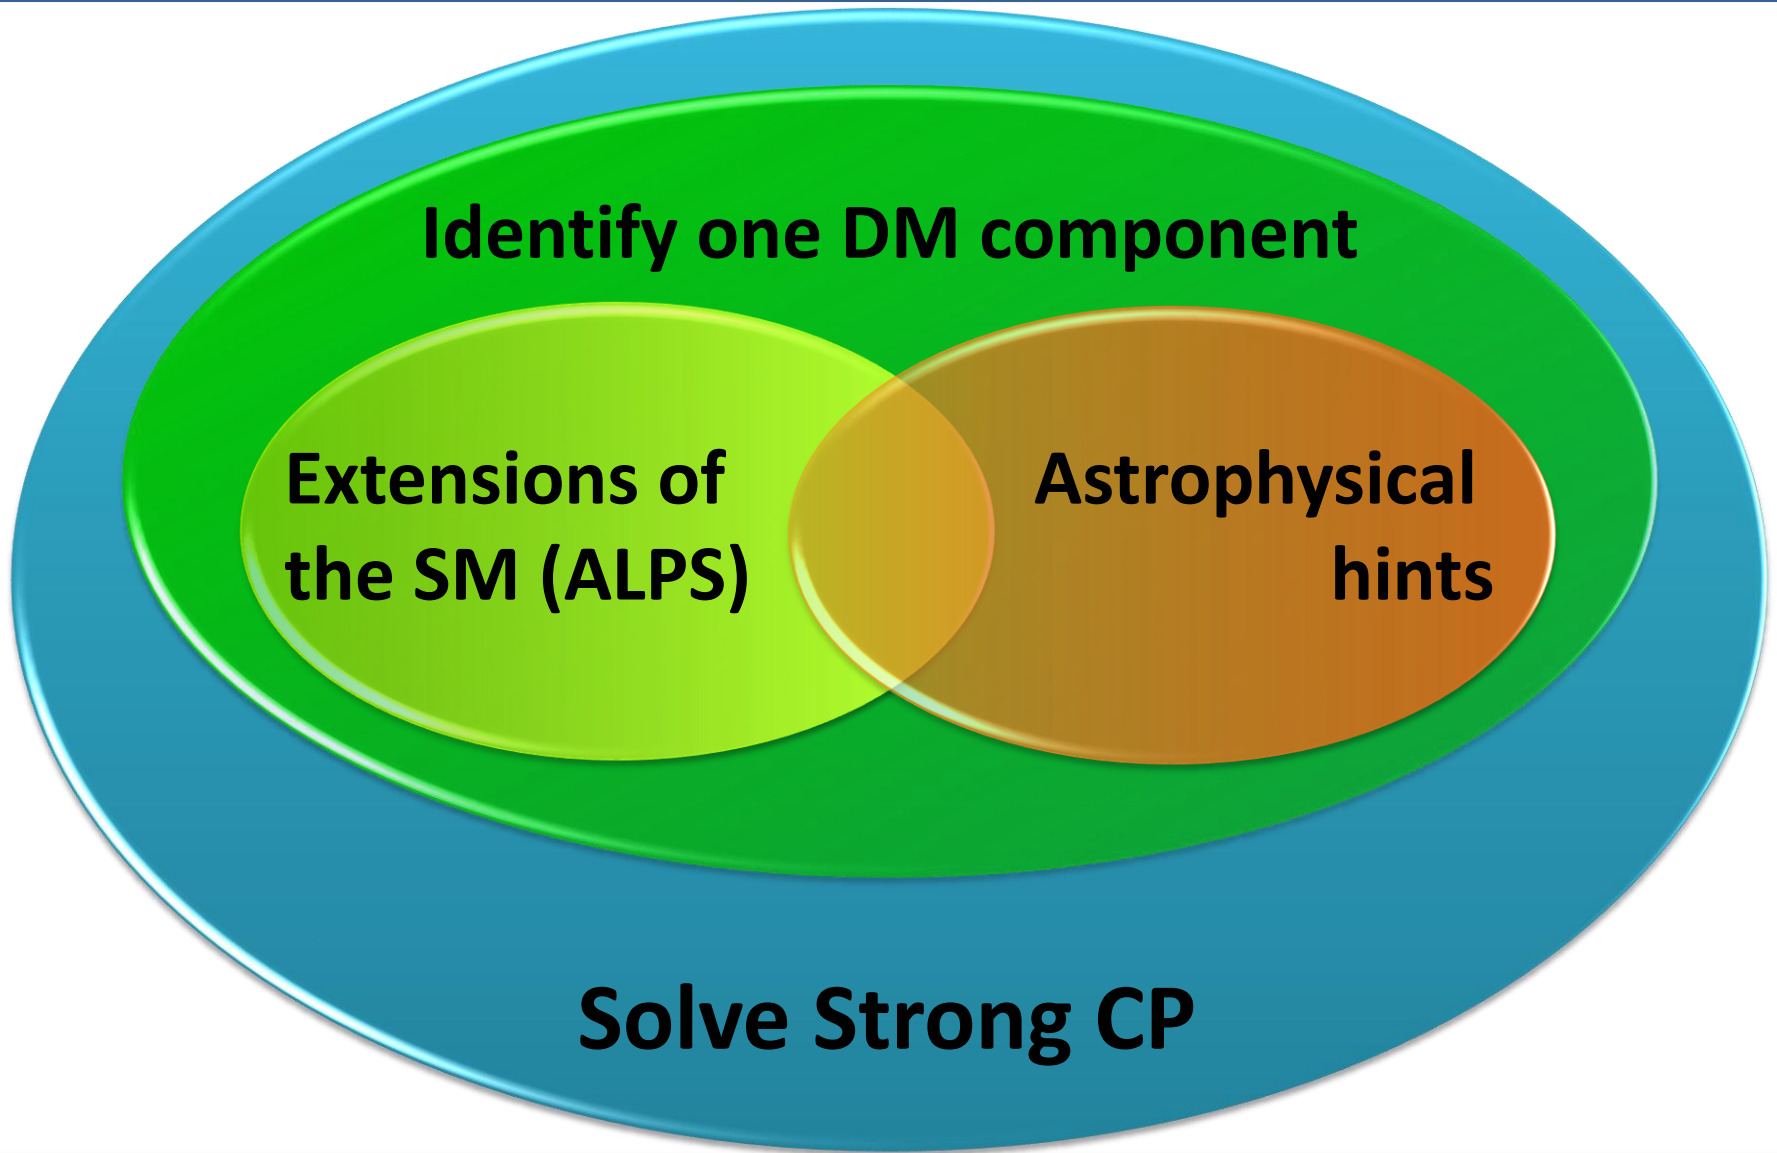 Identify one DM component
Extensions of
the SM (ALPS)
Astrophysical
hints
Solve Strong CP